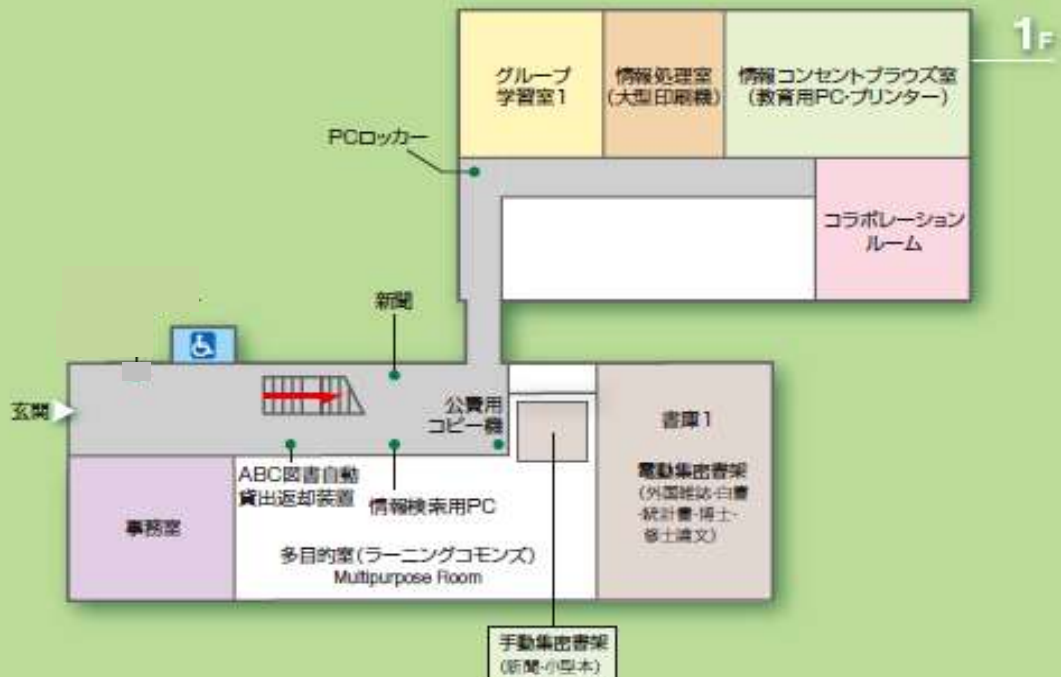 1F
グループ
学習室1
情報処理室
(大型印刷機)
情報コンセントブラウズ室
(教育用PC・プリンター)
PCロッカー
コラボレーション
ルーム
新聞
玄関
公費用
コピー機
書庫1
電動集密書架
(外国雑誌・白書
・統計書・博士・
修士論文)
ABC図書自動
貸出返却装置
情報検索用PC
事務室
多目的室(ラーニングコモンズ)
Multipurpose Room
手動集密書架
(新聞・小型本)